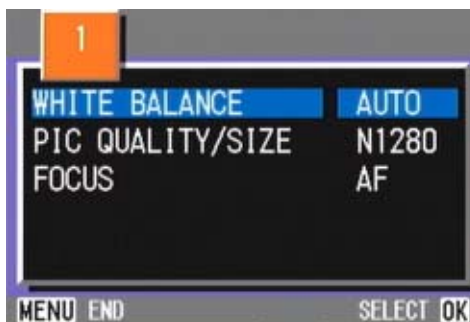 1
WHITE BALANCE AUTO
PIC QUALITY/SIZE N1280
FOCUS AF
MENU END SELECT OK